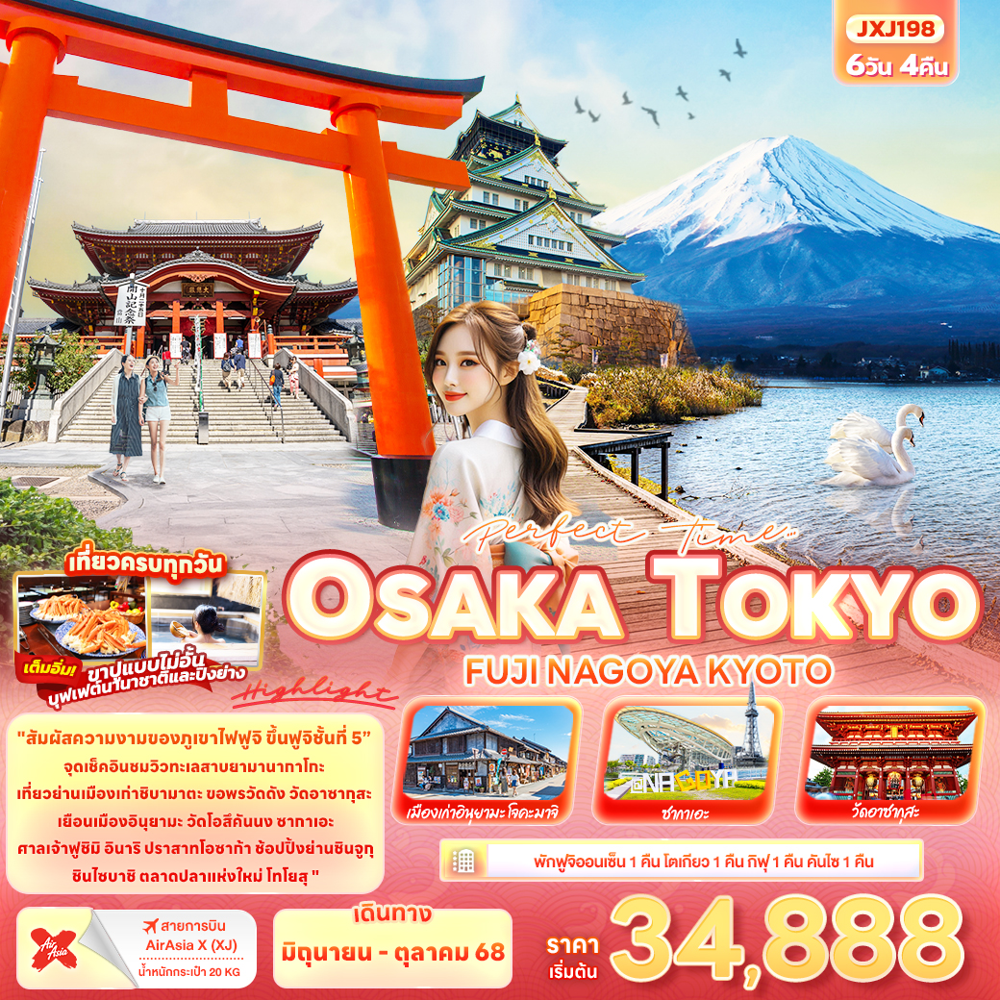 JXJ198
6วัน 4คืน
大悲殿
開山記念祭
Perfect Time...
OSAKA TOKYO
FUJI NAGOYA KYOTO
เที่ยวครบทุกวัน
เต็มอิ่ม! ขาปูแบบไม่อั้น
บุฟเฟต์นานาชาติและปิ้งย่าง
Highlight
"สัมผัสความงามของภูเขาไฟฟูจิ ขึ้นฟูจิชั้นที่ 5”
จุดเช็คอินชมวิวทะเลสาบยามานากาโกะ
เที่ยวย่านเมืองเก่าชิบามาตะ ขอพรวัดดัง วัดอาซากุสะ
เยือนเมืองอินุยามะ วัดโอสึคันนง ซากาเอะ
ศาลเจ้าฟูชิมิ อินาริ ปราสาทโอซาก้า ช้อปปิ้งย่านชินจูกุ
ชินไซบาชิ ตลาดปลาแห่งใหม่ โทโยสุ "
@NAGOYA
เมืองเก่าอินุยามะ โจคะมาจิ
ซากาเอะ
วัดอาซากุสะ
พักฟูจิออนเซ็น 1 คืน โตเกียว 1 คืน กิฟุ 1 คืน คันไซ 1 คืน
Air Asia X
สายการบิน
AirAsia X (XJ)
น้ำหนักกระเป๋า 20 KG
เดินทาง
มิถุนายน - ตุลาคม 68
ราคา
เริ่มต้น
34,888